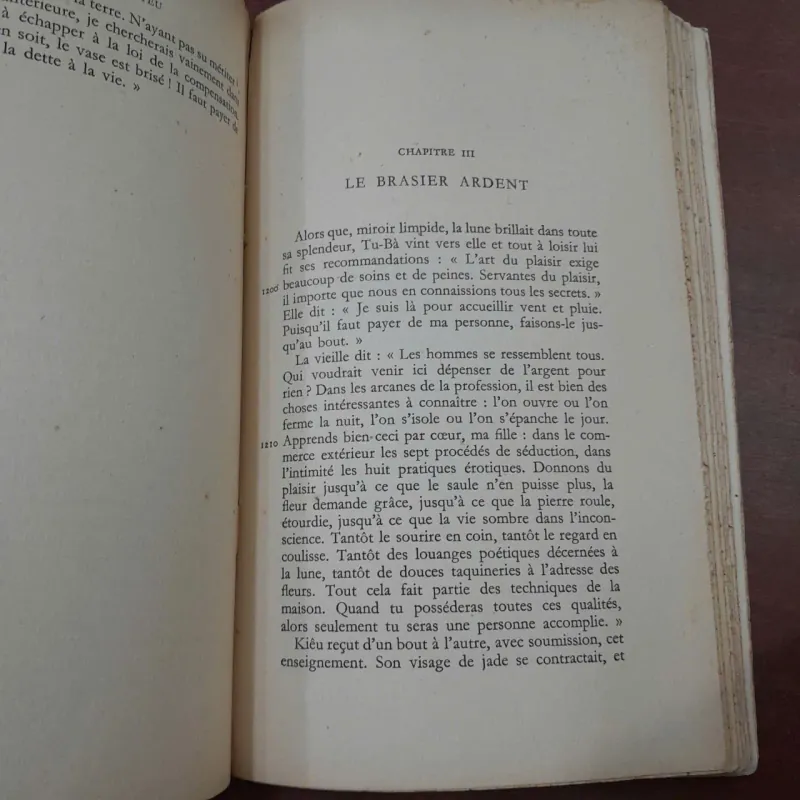 YEU
la terre. N'ayant pas su mériter
antérieure, je chercherais vainement dans
à échapper à la loi de la compensation.
en soit, le vase est brisé ! Il faut payer de
la dette à la vie. »
CHAPITRE III
LE BRASIER ARDENT
Alors que, miroir limpide, la lune brillait dans toute
sa splendeur, Tu-Bà vint vers elle et tout à loisir lui
fit ses recommandations : « L'art du plaisir exige
1200 beaucoup de soins et de peines. Servantes du plaisir,
il importe que nous en connaissions tous les secrets. »
Elle dit : « Je suis là pour accueillir vent et pluie.
Puisqu'il faut payer de ma personne, faisons-le jus-
qu'au bout. »
La vieille dit : « Les hommes se ressemblent tous.
Qui voudrait venir ici dépenser de l'argent pour
rien ? Dans les arcanes de la profession, il est bien des
choses intéressantes à connaître : l'on ouvre ou l'on
ferme la nuit, l'on s'isole ou l'on s'épanche le jour.
1210 Apprends bien ceci par cœur, ma fille : dans le com-
merce extérieur les sept procédés de séduction, dans
l'intimité les huit pratiques érotiques. Donnons du
plaisir jusqu'à ce que le saule n'en puisse plus, la
fleur demande grâce, jusqu'à ce que la pierre roule,
étourdie, jusqu'à ce que la vie sombre dans l'incon-
science. Tantôt le sourire en coin, tantôt le regard en
coulisse. Tantôt des louanges poétiques décernées à
la lune, tantôt de douces taquineries à l'adresse des
fleurs. Tout cela fait partie des techniques de la
maison. Quand tu posséderas toutes ces qualités,
alors seulement tu seras une personne accomplie. »
Kiêu reçut d'un bout à l'autre, avec soumission, cet
enseignement. Son visage de jade se contractait, et